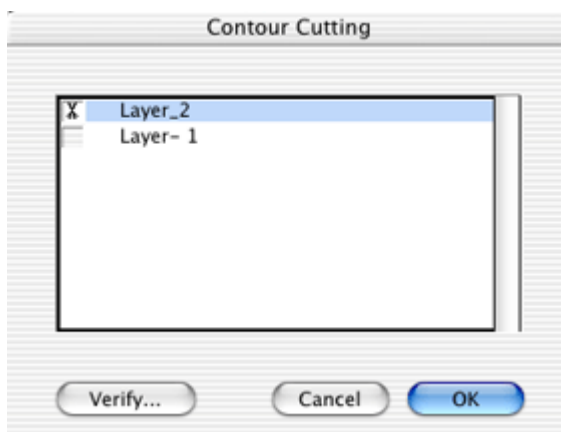 Contour Cutting
Layer_2
Layer- 1
Verify...
Cancel
OK